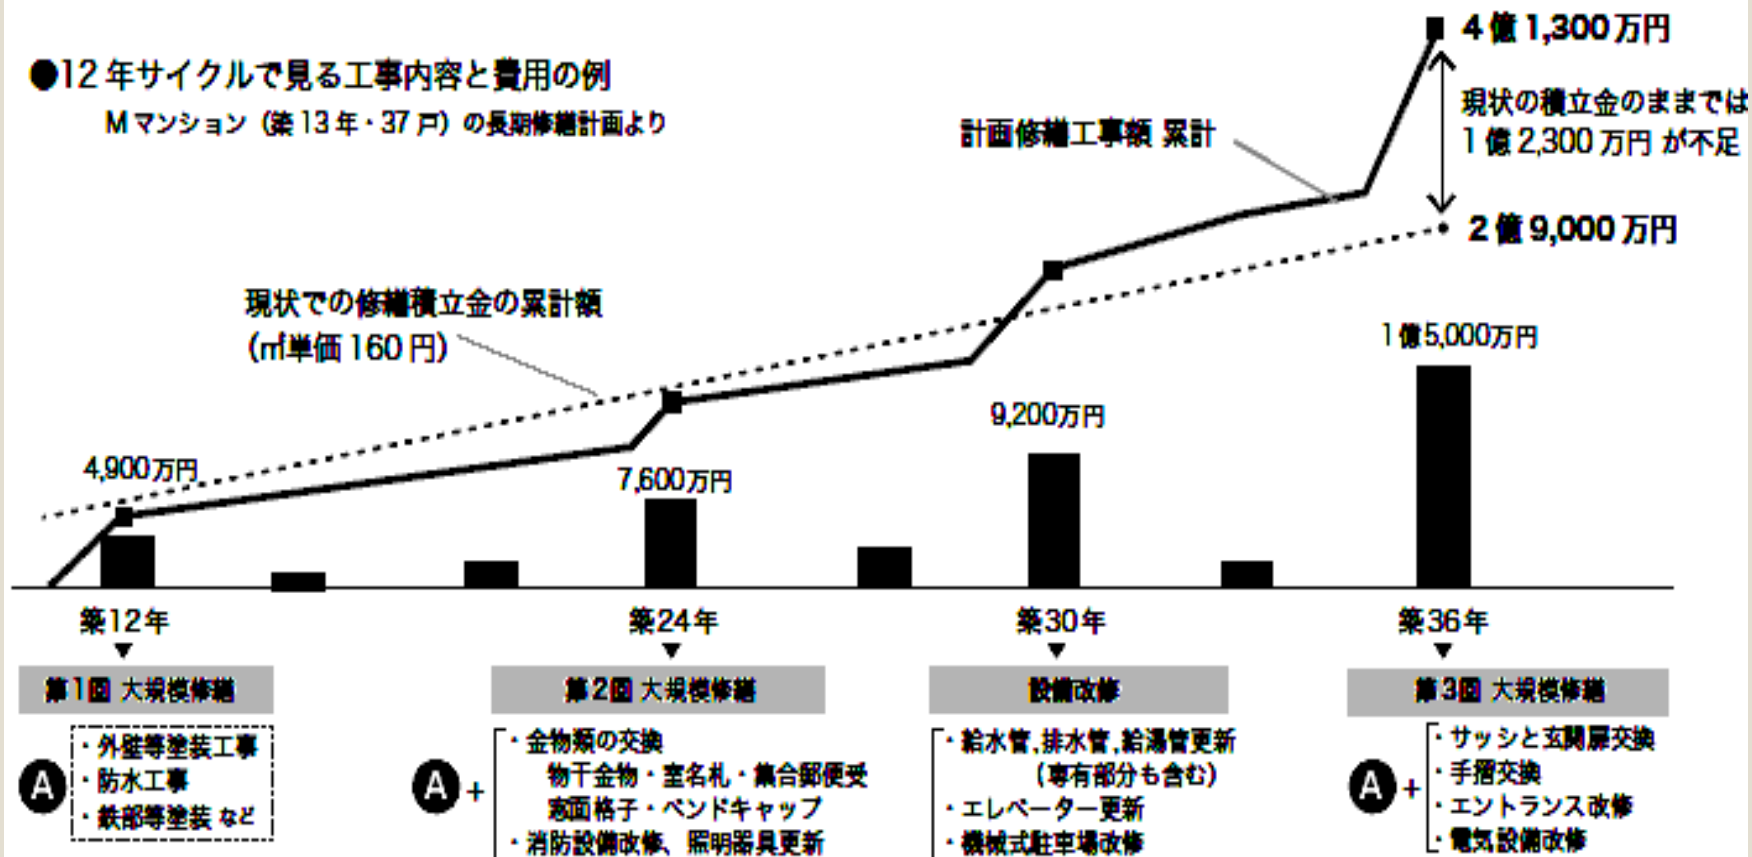 ●12年サイクルで見る工事内容と費用の例
Mマンション（築13年・37戸）の長期修繕計画より
4億1,300万円
現状の積立金のままでは
1億2,300万円が不足
計画修繕工事額 累計
2億9,000万円
現状での修繕積立金の累計額
（㎡単価160円）
1億5,000万円
9,200万円
4,900万円
7,600万円
築12年
築24年
築30年
築36年
第1回 大規模修繕
第2回 大規模修繕
設備改修
第3回 大規模修繕
A
・外壁等塗装工事
・防水工事
・鉄部等塗装 など
A+
・金物類の交換
物干金物・室名札・集合郵便受
窓面格子・ベンドキャップ
・消防設備改修、照明器具更新
・給水管,排水管,給湯管更新
（専有部分も含む）
・エレベーター更新
・機械式駐車場改修
A+
・サッシと玄関扉交換
・手摺交換
・エントランス改修
・電気設備改修